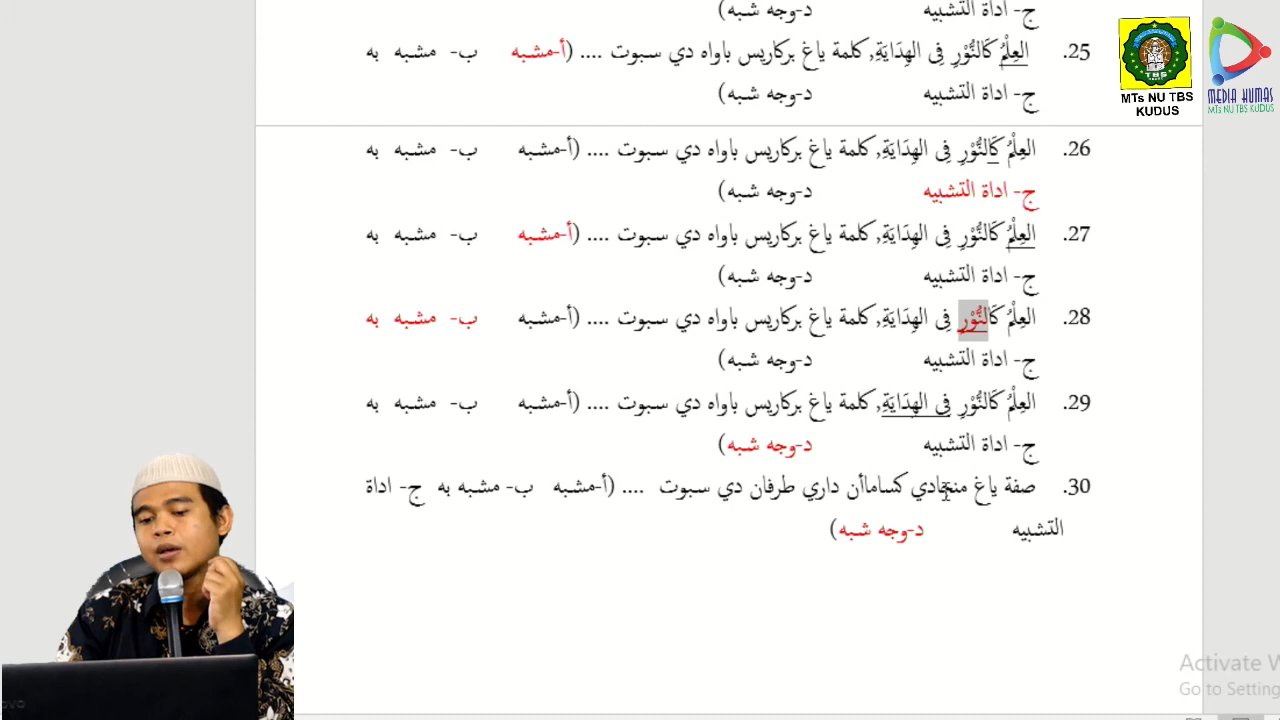 ج- اداة التشبيه د-وجه شبه)
25. العِلْمُ كَالنُّوْرِ فِى الهِدَايَةِ, كلمة ياغ بركاريس باواه دي سبوت .... (أ-مشبه ب- مشبه به
ج- اداة التشبيه د-وجه شبه)
26. العِلْمُ كَالنُّوْرِ فِى الهِدَايَةِ, كلمة ياغ بركاريس باواه دي سبوت .... (أ-مشبه ب- مشبه به
ج- اداة التشبيه د-وجه شبه)
27. العِلْمُ كَالنُّوْرِ فِى الهِدَايَةِ, كلمة ياغ بركاريس باواه دي سبوت .... (أ-مشبه ب- مشبه به
ج- اداة التشبيه د-وجه شبه)
28. العِلْمُ كَالنُّوْرِ فِى الهِدَايَةِ, كلمة ياغ بركاريس باواه دي سبوت .... (أ-مشبه ب- مشبه به
ج- اداة التشبيه د-وجه شبه)
29. العِلْمُ كَالنُّوْرِ فِى الهِدَايَةِ, كلمة ياغ بركاريس باواه دي سبوت .... (أ-مشبه ب- مشبه به
ج- اداة التشبيه د-وجه شبه)
30. صفة ياغ منجادي كساماأن داري طرفان دي سبوت .... (أ-مشبه ب- مشبه به ج- اداة
التشبيه د-وجه شبه)
TBS
MTs NU TBS
KUDUS
MEDIA HUMAS
MTs NU TBS KUDUS
Activate W
Go to Setting